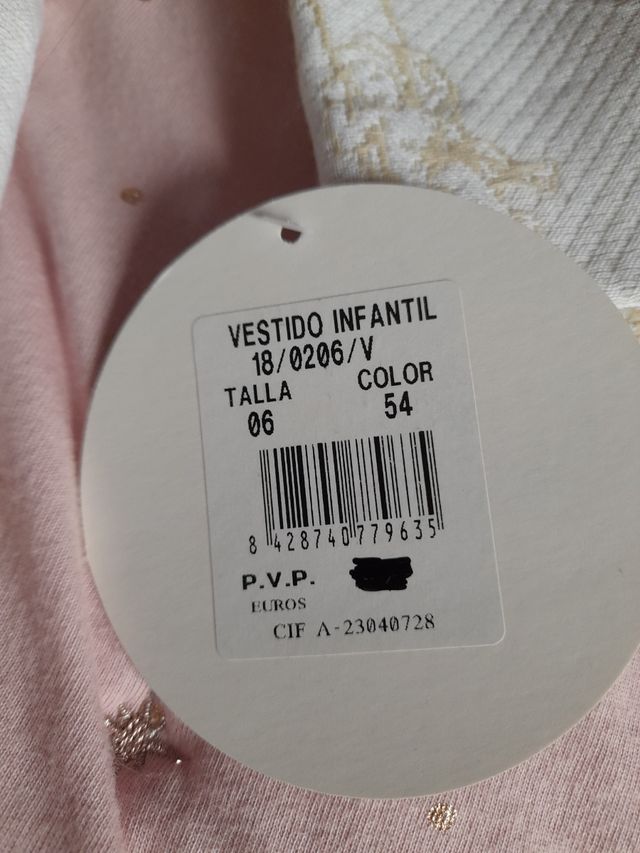 VESTIDO INFANTIL
18/0206/V
TALLA COLOR
06 54
8 428740 779635
P.V.P.
EUROS
CIF A-23040728